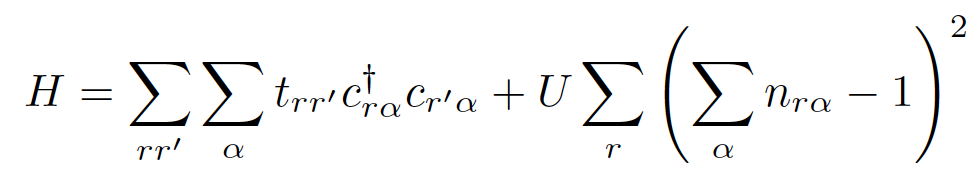 H = \sum_{rr'} \sum_{\alpha} t_{rr'} c^{\dagger}_{r\alpha} c_{r'\alpha} + U \sum_{r} \left( \sum_{\alpha} n_{r\alpha} - 1 \right)^{2}